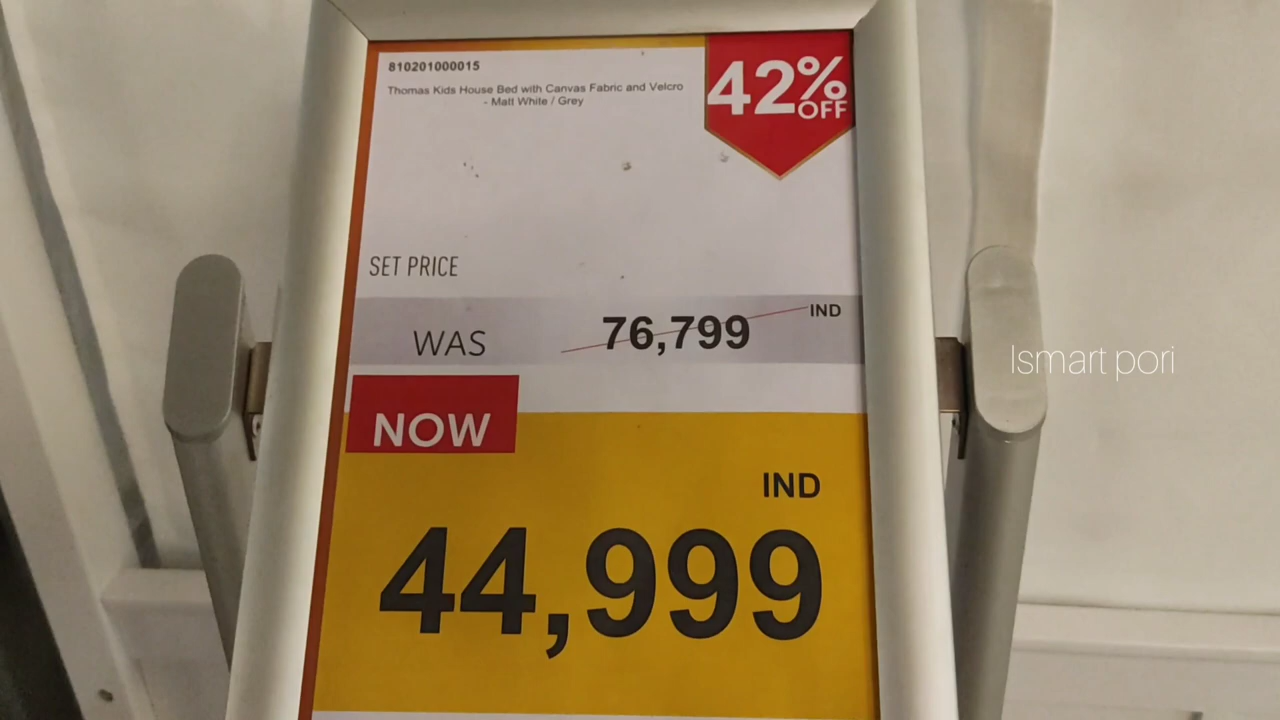 810201000015
Thomas Kids House Bed with Canvas Fabric and Velcro
- Matt White / Grey
42%
OFF
SET PRICE
WAS 76,799 IND
NOW
IND
44,999
Ismart pori